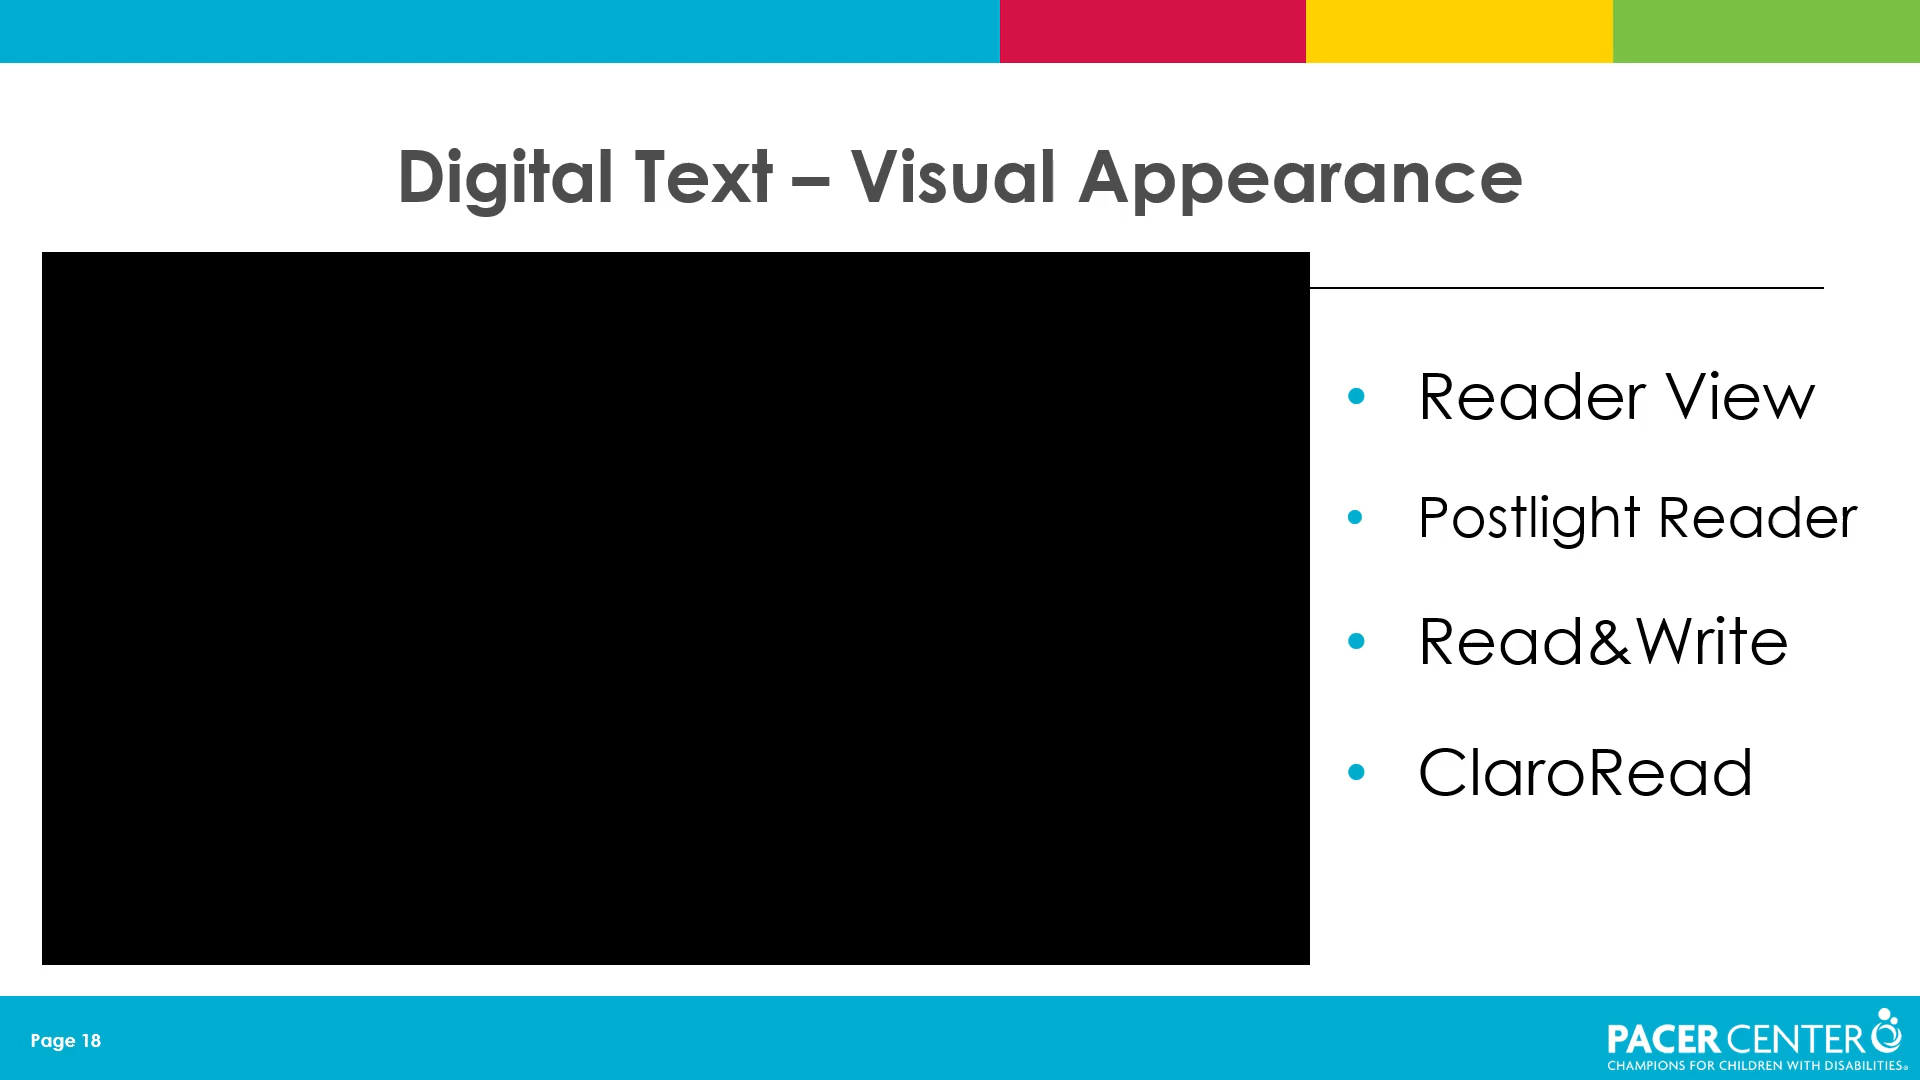 Digital Text – Visual Appearance
• Reader View
• Postlight Reader
• Read&Write
• ClaroRead
Page 18
PACER CENTER
CHAMPIONS FOR CHILDREN WITH DISABILITIES®